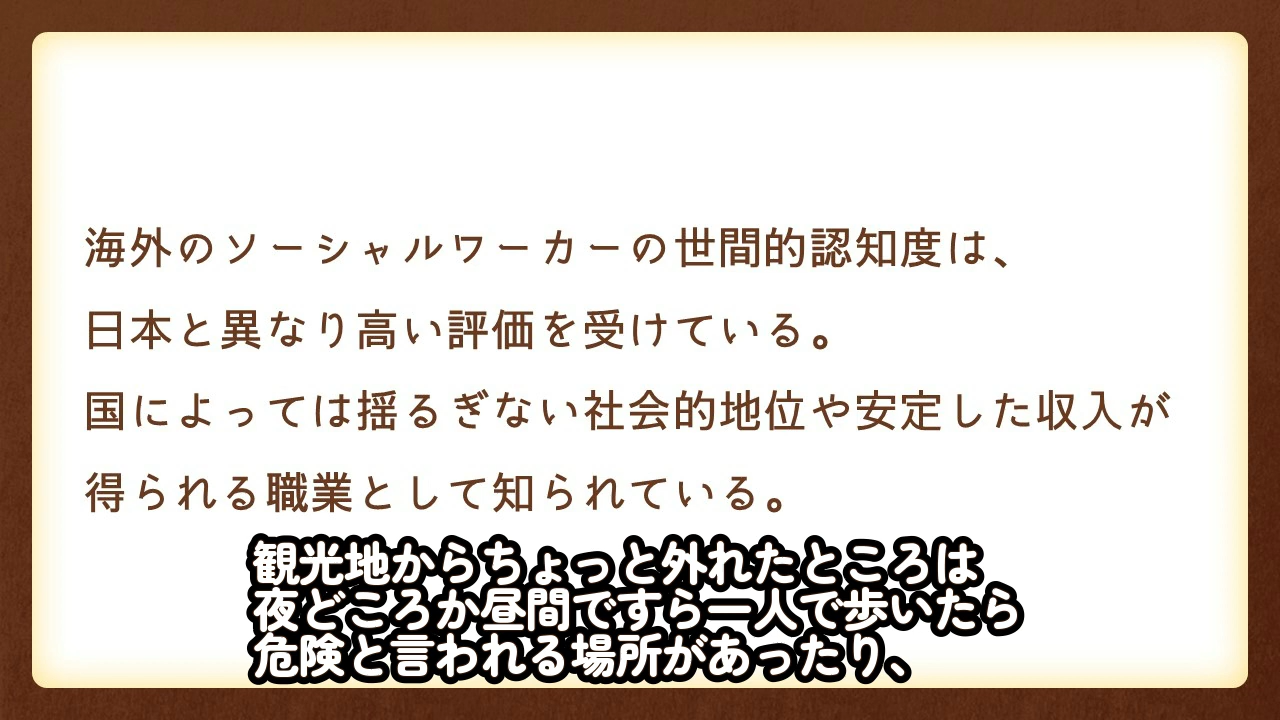 海外のソーシャルワーカーの世間的認知度は、
日本と異なり高い評価を受けている。
国によっては揺るぎない社会的地位や安定した収入が
得られる職業として知られている。
観光地からちょっと外れたところは
夜どころか昼間ですら一人で歩いたら
危険と言われる場所があったり、